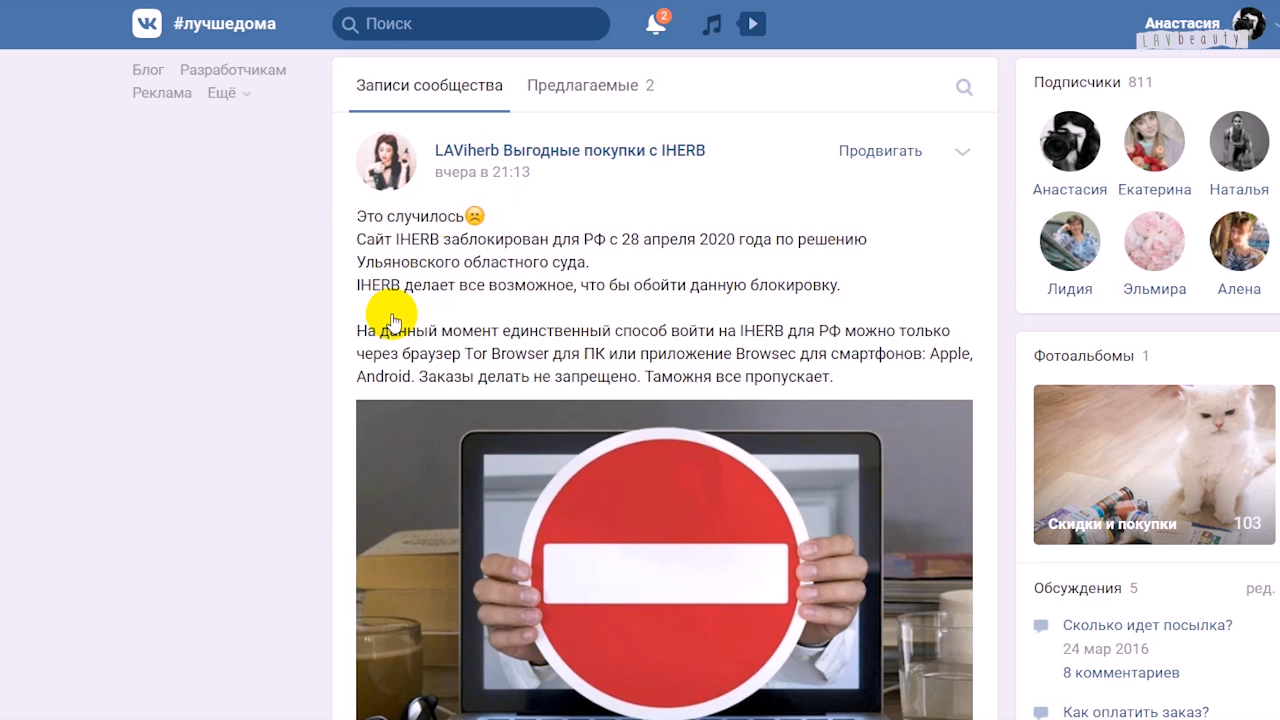 #лучшедома
Поиск
2
Анастасия
LAVbeauty
Блог Разработчикам
Реклама Ещё
Записи сообщества Предлагаемые 2
LAViherb Выгодные покупки с IHERB
вчера в 21:13
Продвигать
Это случилось☹️
Сайт IHERB заблокирован для РФ с 28 апреля 2020 года по решению
Ульяновского областного суда.
IHERB делает все возможное, что бы обойти данную блокировку.
На данный момент единственный способ войти на IHERB для РФ можно только
через браузер Tor Browser для ПК или приложение Browsec для смартфонов: Apple,
Android. Заказы делать не запрещено. Таможня все пропускает.
Подписчики 811
Анастасия Екатерина Наталья
Лидия Эльмира Алена
Фотоальбомы 1
Скидки и покупки 103
Обсуждения 5 ред.
Сколько идет посылка?
24 мар 2016
8 комментариев
Как оплатить заказ?